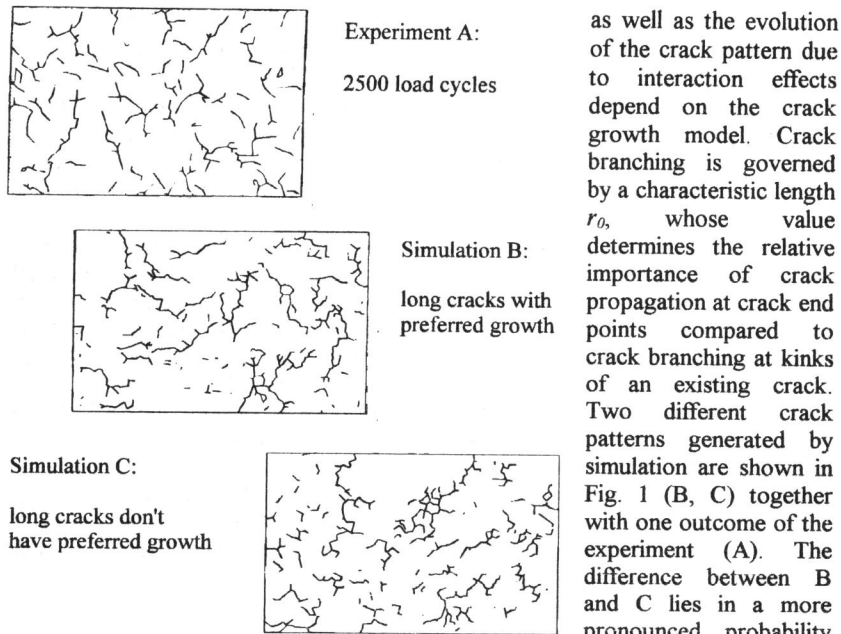 Experiment A:
2500 load cycles
Simulation B:
long cracks with
preferred growth
Simulation C:
long cracks don't
have preferred growth
as well as the evolution
of the crack pattern due
to interaction effects
depend on the crack
growth model. Crack
branching is governed
by a characteristic length
r₀, whose value
determines the relative
importance of crack
propagation at crack end
points compared to
crack branching at kinks
of an existing crack.
Two different crack
patterns generated by
simulation are shown in
Fig. 1 (B, C) together
with one outcome of the
experiment (A). The
difference between B
and C lies in a more
pronounced probability